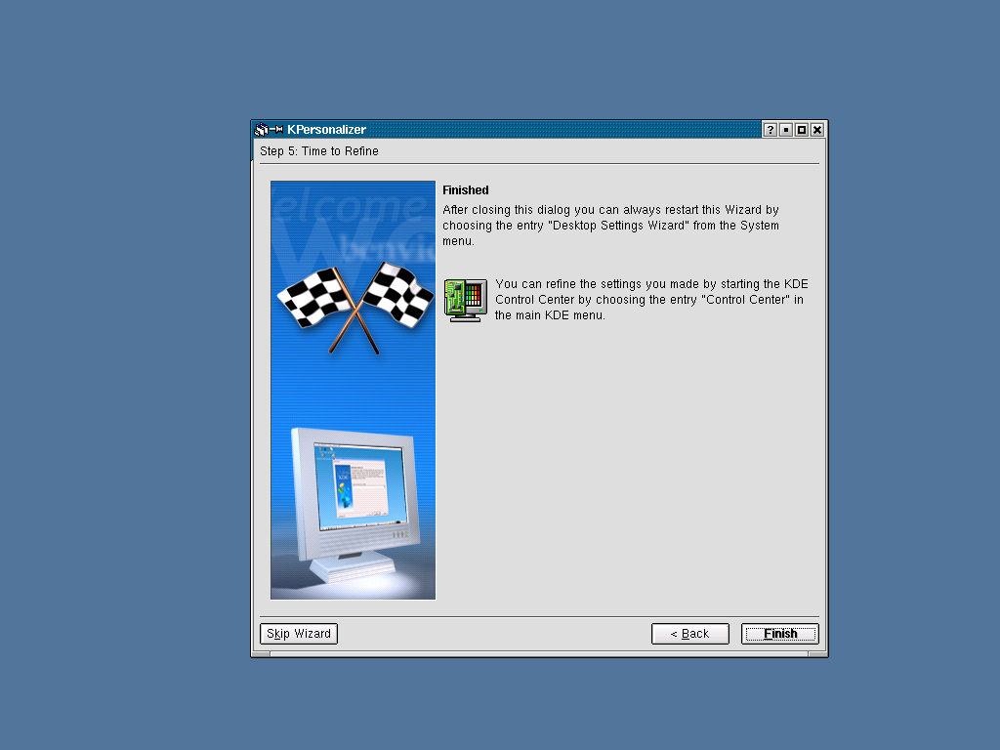 KPersonalizer
Step 5: Time to Refine
Welcome
Finished
After closing this dialog you can always restart this Wizard by
choosing the entry "Desktop Settings Wizard" from the System
menu.
You can refine the settings you made by starting the KDE
Control Center by choosing the entry "Control Center" in
the main KDE menu.
Skip Wizard
< Back
Finish